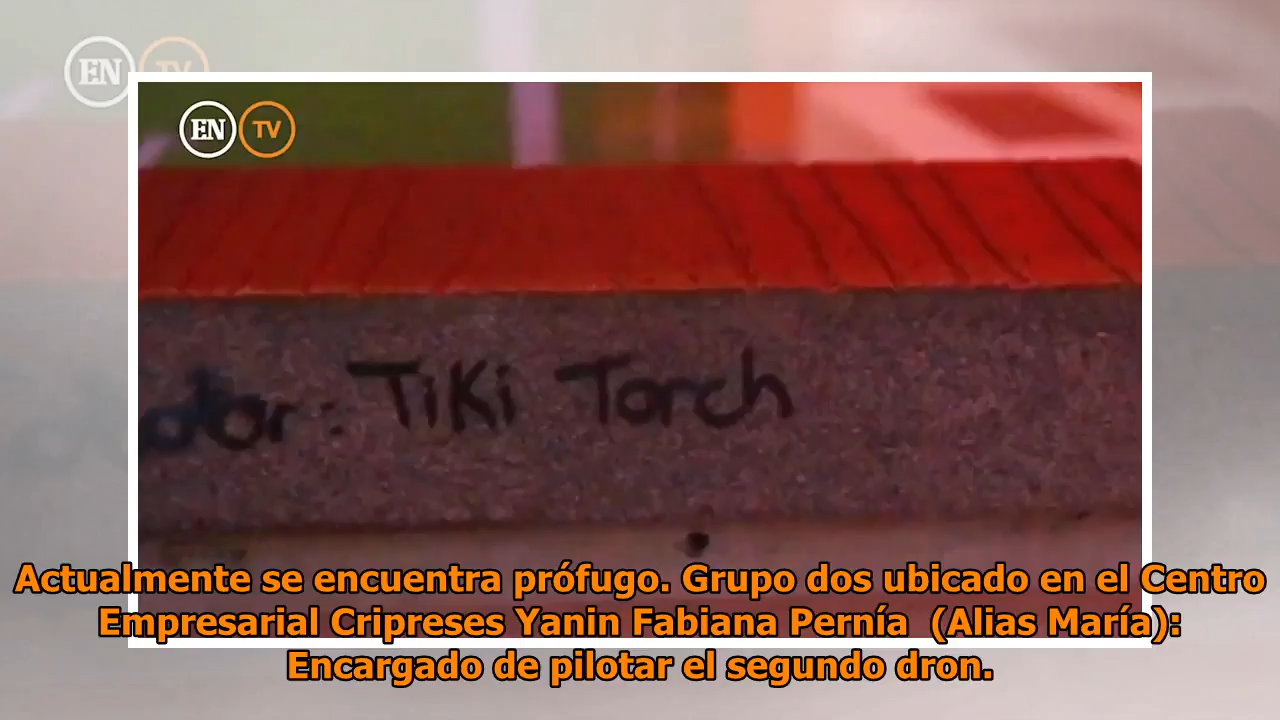 EN TV
EN TV
dor: Tiki Torch
Actualmente se encuentra prófugo. Grupo dos ubicado en el Centro
Empresarial Cripreses Yanin Fabiana Pernía (Alias María):
Encargado de pilotar el segundo dron.